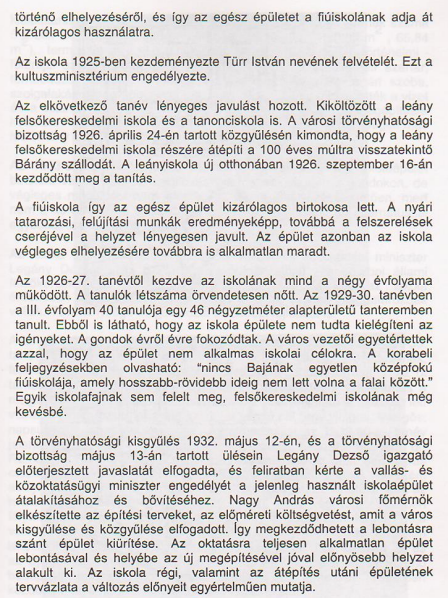 történő elhelyezéséről, és így az egész épületet a fiúiskolának adja át
kizárólagos használatra.
Az iskola 1925-ben kezdeményezte Türr István nevének felvételét. Ezt a
kultuszminisztérium engedélyezte.
Az elkövetkező tanév lényeges javulást hozott. Kiköltözött a leány
felsőkereskedelmi iskola és a tanonciskola is. A városi törvényhatósági
bizottság 1926. április 24-én tartott közgyűlésén kimondta, hogy a leány
felsőkereskedelmi iskola részére átépíti a 100 éves múltra visszatekintő
Bárány szállodát. A leányiskola új otthonában 1926. szeptember 16-án
kezdődött meg a tanítás.
A fiúiskola így az egész épület kizárólagos birtokosa lett. A nyári
tatarozási, felújítási munkák eredményeképp, továbbá a felszerelések
cseréjével a helyzet lényegesen javult. Az épület azonban az iskola
végleges elhelyezésére továbbra is alkalmatlan maradt.
Az 1926-27. tanévtől kezdve az iskolának mind a négy évfolyama
működött. A tanulók létszáma örvendetesen nőtt. Az 1929-30. tanévben
a III. évfolyam 40 tanulója egy 46 négyzetméter alapterületű tanteremben
tanult. Ebből is látható, hogy az iskola épülete nem tudta kielégíteni az
igényeket. A gondok évről évre fokozódtak. A város vezetői egyetértettek
azzal, hogy az épület nem alkalmas iskolai célokra. A korabeli
feljegyzésekben olvasható: “nincs Bajának egyetlen középfokú
fiúiskolája, amely hosszabb-rövidebb ideig nem lett volna a falai között.”
Egyik iskolafajnak sem felelt meg, felsőkereskedelmi iskolának még
kevésbé.
A törvényhatósági kisgyűlés 1932. május 12-én, és a törvényhatósági
bizottság május 13-án tartott ülésein Legány Dezső igazgató
előterjesztett javaslatát elfogadta, és feliratban kérte a vallás- és
közoktatásügyi miniszter engedélyét a jelenleg használt iskolaépület
átalakításához és bővítéséhez. Nagy András városi főmérnök
elkészítette az építési terveket, az előméreti költségvetést, amit a város
kisgyűlése és közgyűlése elfogadott. Így megkezdődhetett a lebontásra
szánt épület kiürítése. Az oktatásra teljesen alkalmatlan épület
lebontásával és helyébe az új megépítésével jóval előnyösebb helyzet
alakult ki. Az iskola régi, valamint az átépítés utáni épületének
tervvázlata a változás előnyeit egyértelműen mutatja.